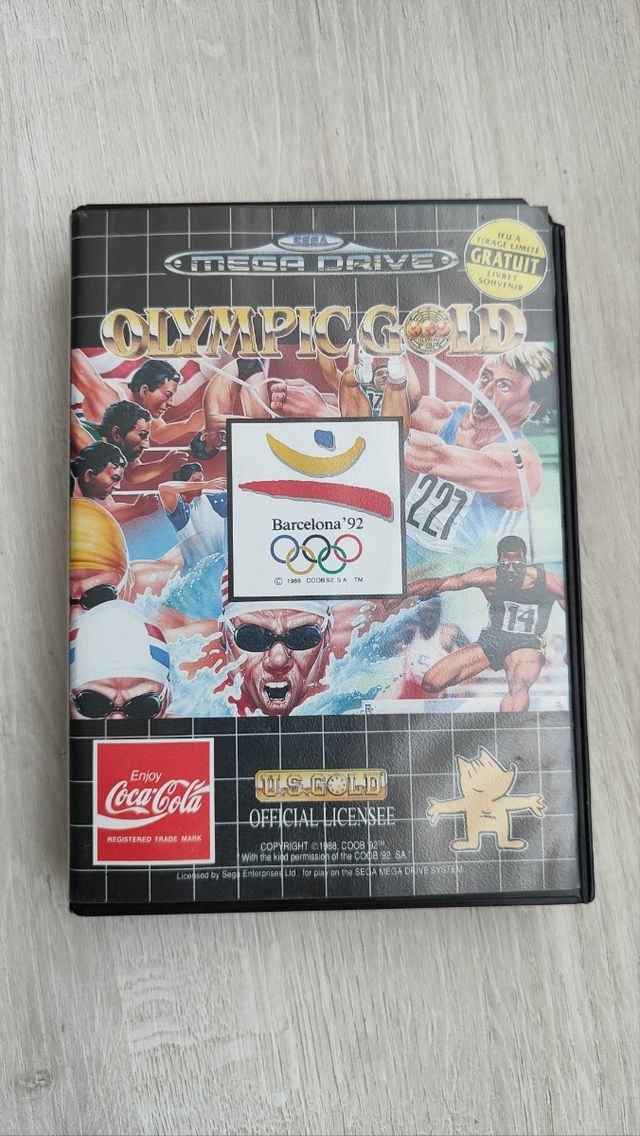 SEGA
MEGA DRIVE
JEU À
TIRAGE LIMITÉ
GRATUIT
LIVRET
SOUVENIR
OLYMPIC GOLD
227
Barcelona '92
© 1988 COOB'92, S.A. TM
14
Enjoy
Coca-Cola
REGISTERED TRADE MARK
U.S. GOLD
OFFICIAL LICENSEE
COPYRIGHT © 1988, COOB 92™
"With the kind permission of the COOB '92 SA."
Licensed by Sega Enterprises Ltd. for play on the SEGA MEGA DRIVE SYSTEM